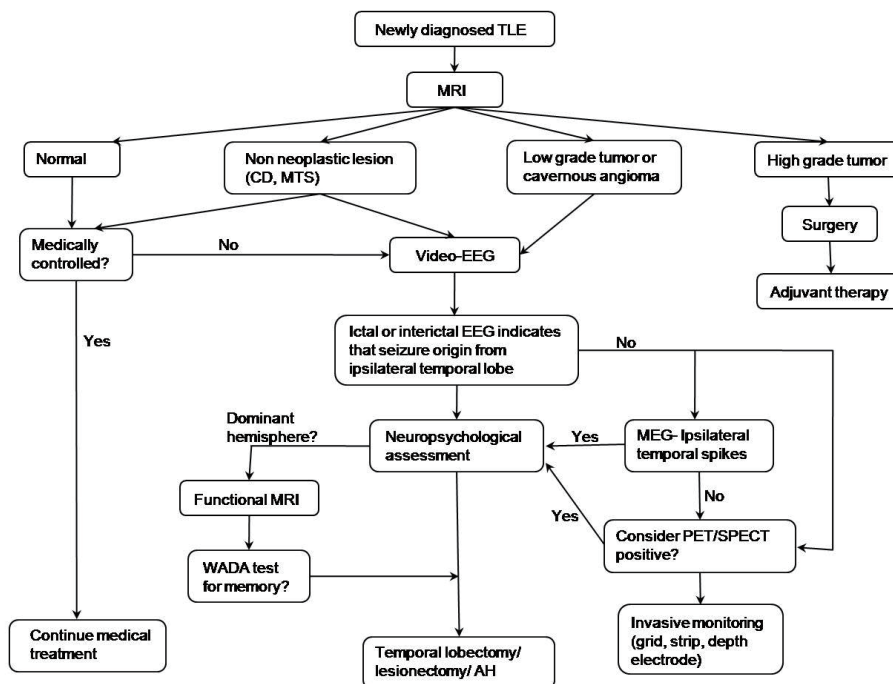 Newly diagnosed TLE
MRI
Normal
Non neoplastic lesion
(CD, MTS)
Low grade tumor or
cavernous angioma
High grade tumor
Medically
controlled?
No
Video-EEG
Surgery
Adjuvant therapy
Yes
Ictal or interictal EEG indicates
that seizure origin from
ipsilateral temporal lobe
No
Dominant
hemisphere?
Neuropsychological
assessment
Yes
MEG- Ipsilateral
temporal spikes
Functional MRI
No
Yes
Consider PET/SPECT
positive?
WADA test
for memory?
Continue medical
treatment
Temporal lobectomy/
lesionectomy/ AH
Invasive monitoring
(grid, strip, depth
electrode)